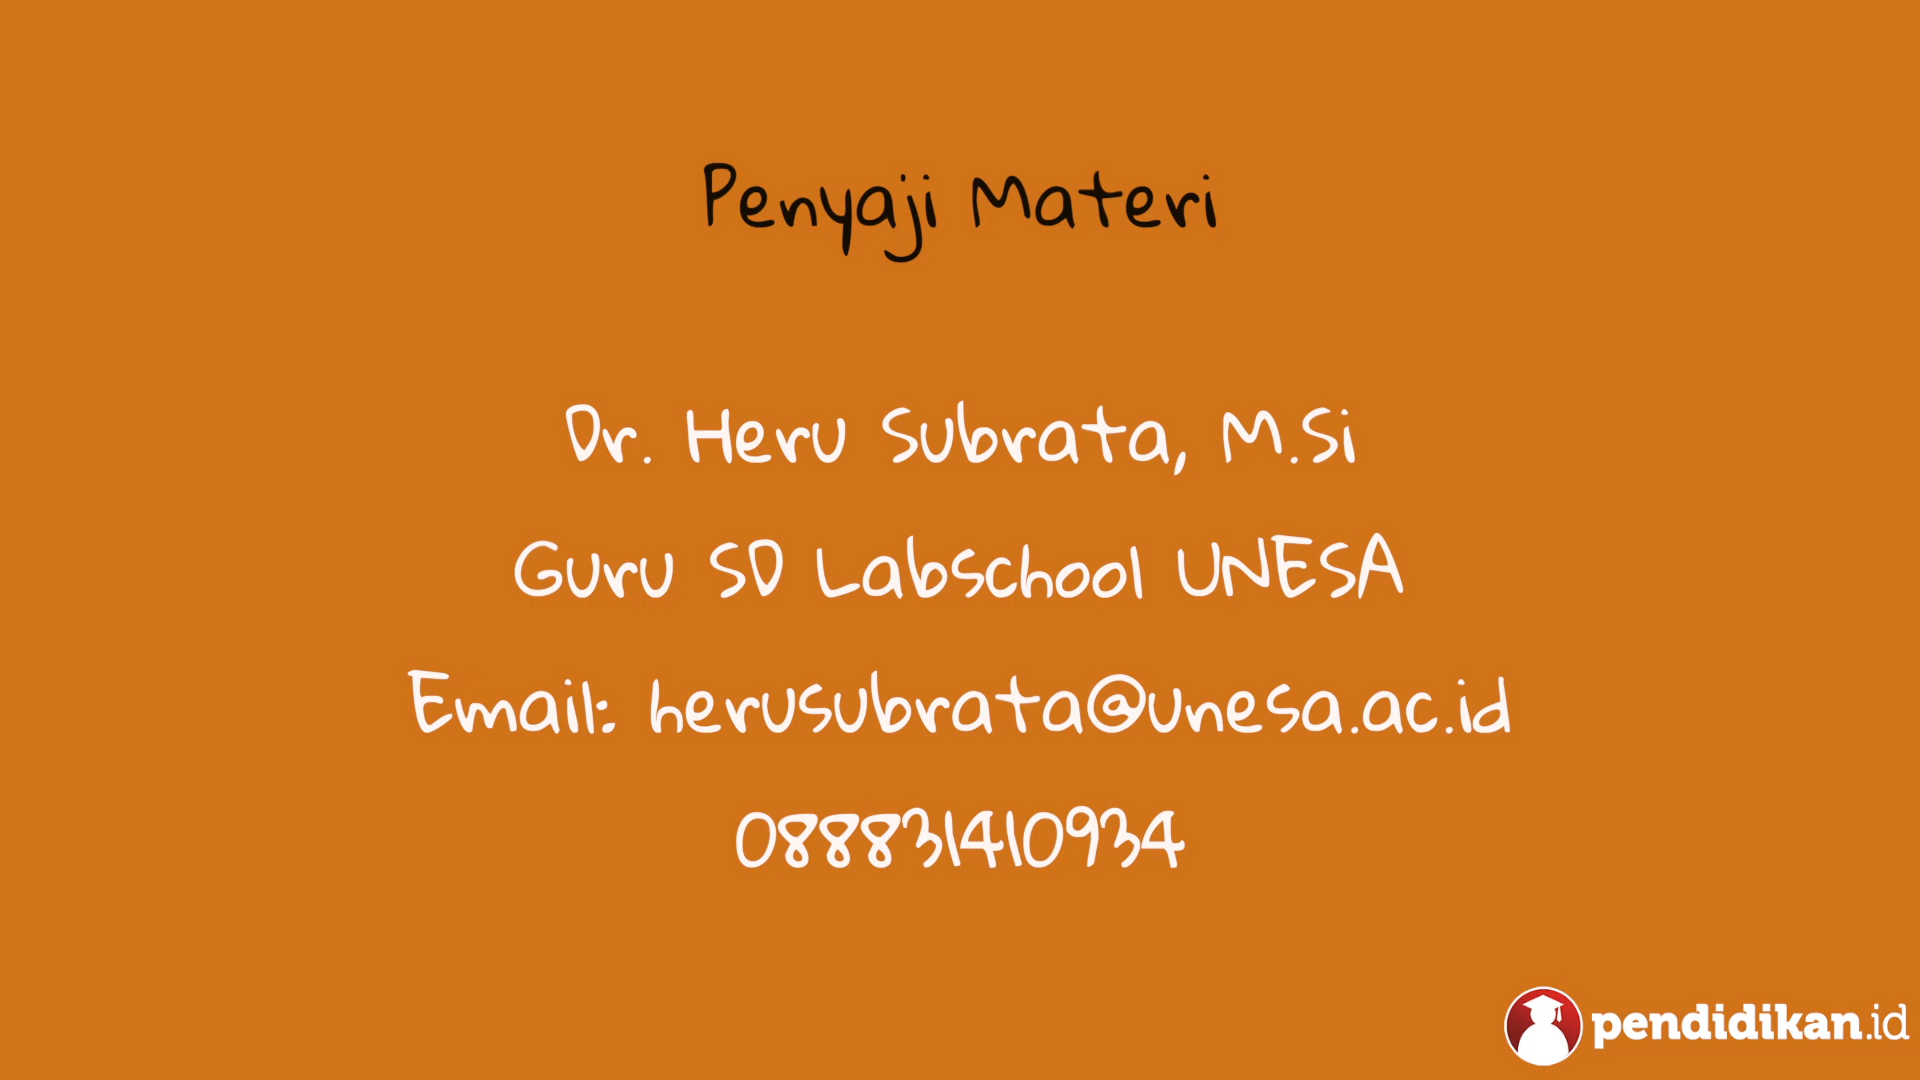 Penyaji Materi
Dr. Heru Subrata, M.Si
Guru SD Labschool UNESA
Email: herusubrata@unesa.ac.id
088831410934
pendidikan.id